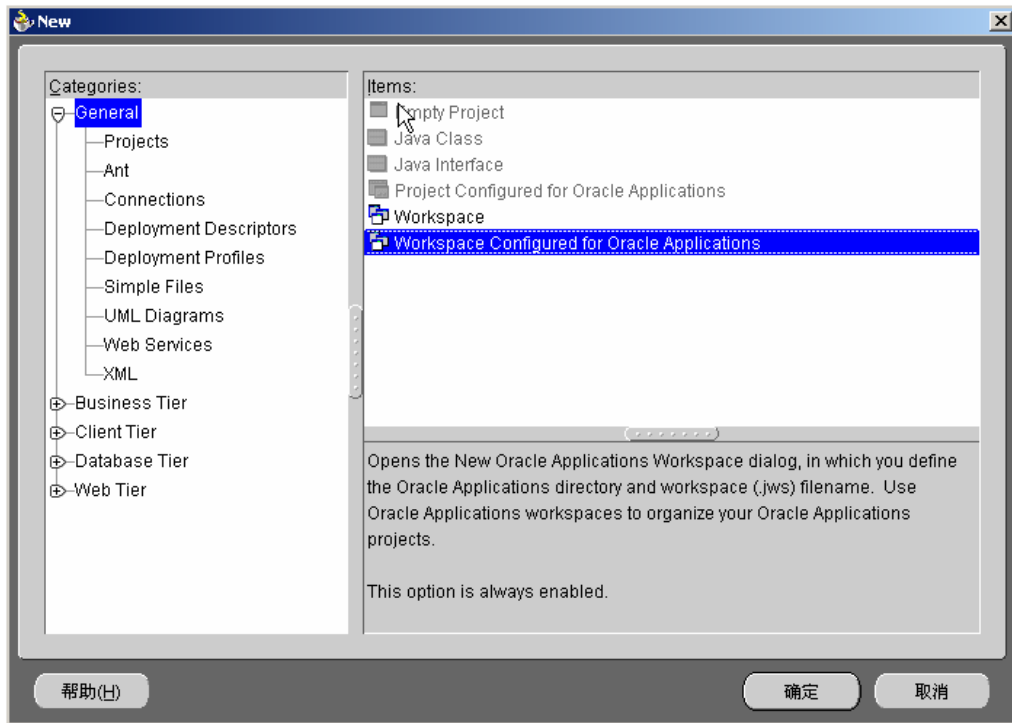 New
Categories:
General
Projects
Ant
Connections
Deployment Descriptors
Deployment Profiles
Simple Files
UML Diagrams
Web Services
XML
Business Tier
Client Tier
Database Tier
Web Tier
Items:
Empty Project
Java Class
Java Interface
Project Configured for Oracle Applications
Workspace
Workspace Configured for Oracle Applications
Opens the New Oracle Applications Workspace dialog, in which you define
the Oracle Applications directory and workspace (.jws) filename. Use
Oracle Applications workspaces to organize your Oracle Applications
projects.
This option is always enabled.
帮助(H)
确定
取消